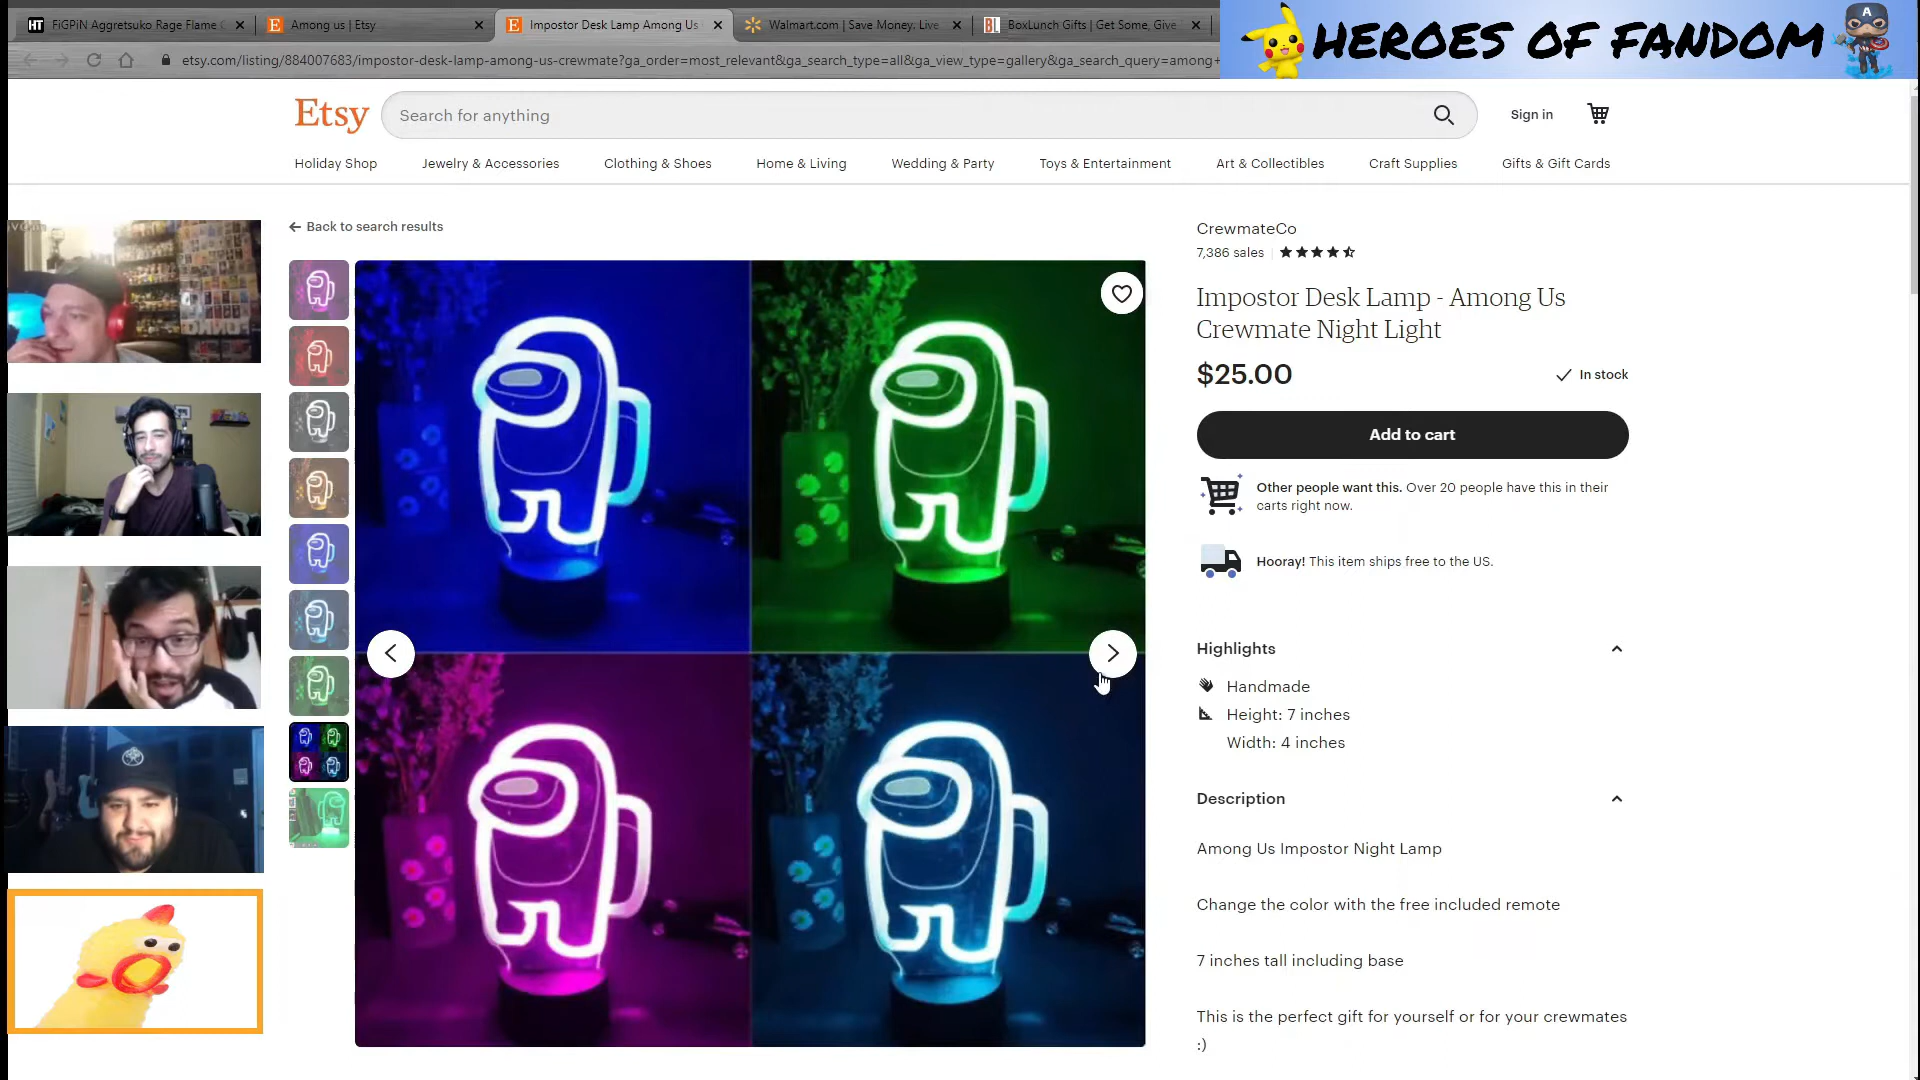 FiGPiN Aggretsuko Rage Flame
Among us | Etsy
Impostor Desk Lamp Among Us
Walmart.com | Save Money. Live
BoxLunch Gifts | Get Some, Give
HEROES OF FANDOM
etsy.com/listing/884007683/impostor-desk-lamp-among-us-crewmate?ga_order=most_relevant&ga_search_type=all&ga_view_type=gallery&ga_search_query=among+
Etsy
Search for anything
Sign in
Holiday Shop
Jewelry & Accessories
Clothing & Shoes
Home & Living
Wedding & Party
Toys & Entertainment
Art & Collectibles
Craft Supplies
Gifts & Gift Cards
Back to search results
CrewmateCo
7,386 sales
Impostor Desk Lamp - Among Us
Crewmate Night Light
$25.00
In stock
Add to cart
Other people want this. Over 20 people have this in their
carts right now.
Hooray! This item ships free to the US.
Highlights
Handmade
Height: 7 inches
Width: 4 inches
Description
Among Us Impostor Night Lamp
Change the color with the free included remote
7 inches tall including base
This is the perfect gift for yourself or for your crewmates
:)